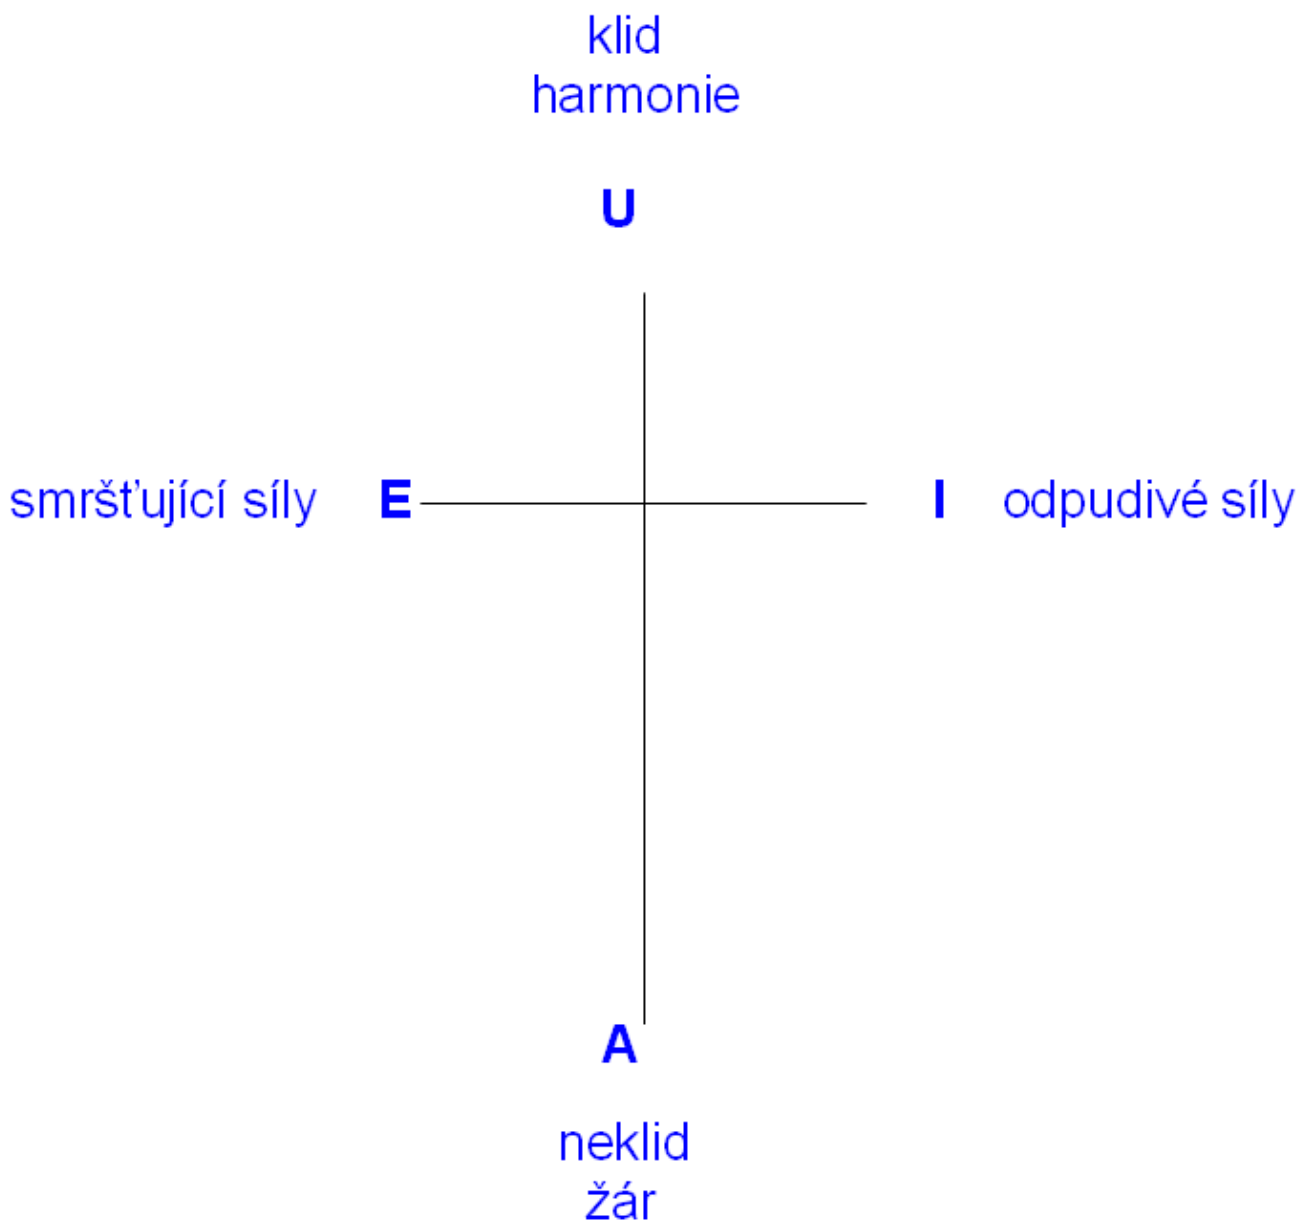 klid
harmonie
U
smršťující síly E I odpudivé síly
A
neklid
žár